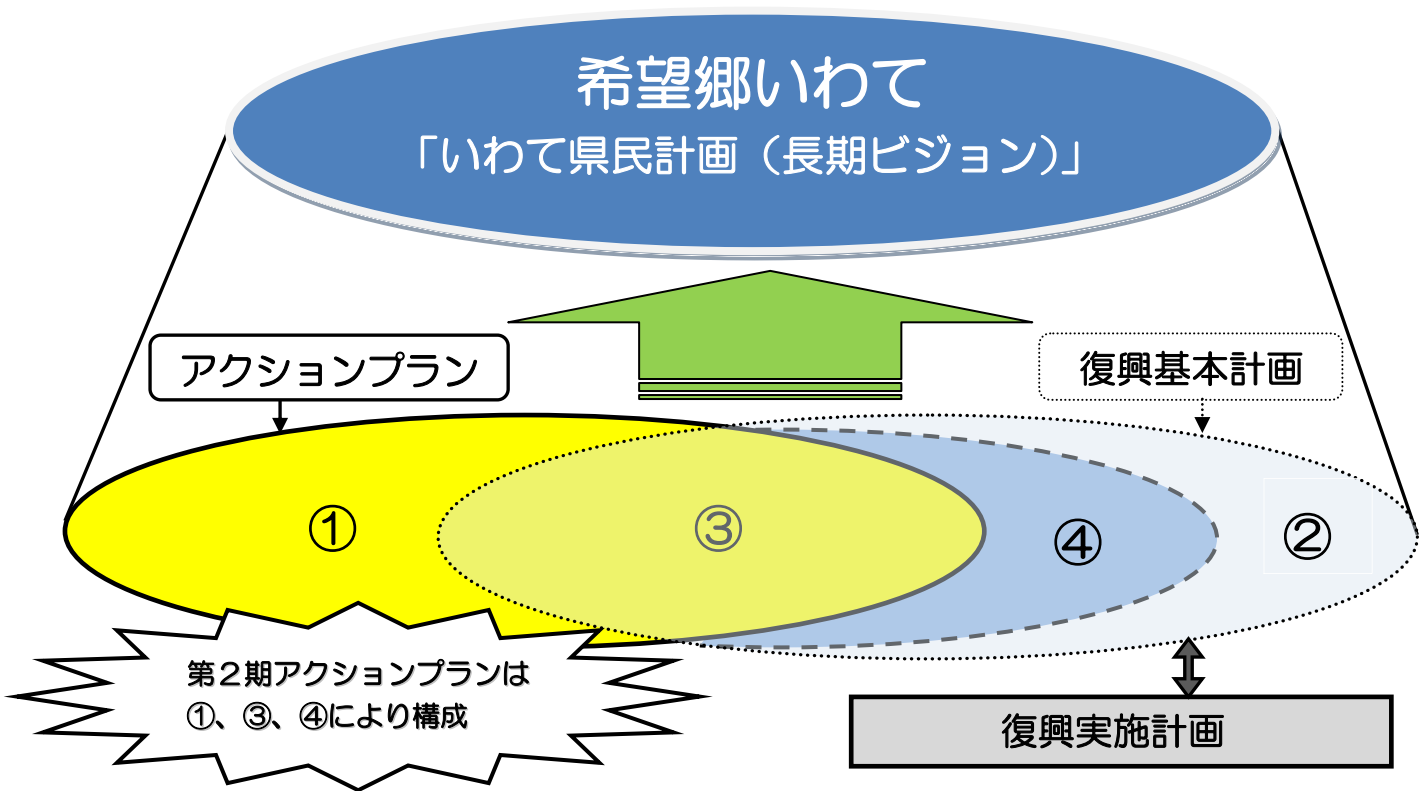 希望郷いわて
「いわて県民計画（長期ビジョン）」
アクションプラン
復興基本計画
①
③
④
②
第２期アクションプランは
①、③、④により構成
復興実施計画